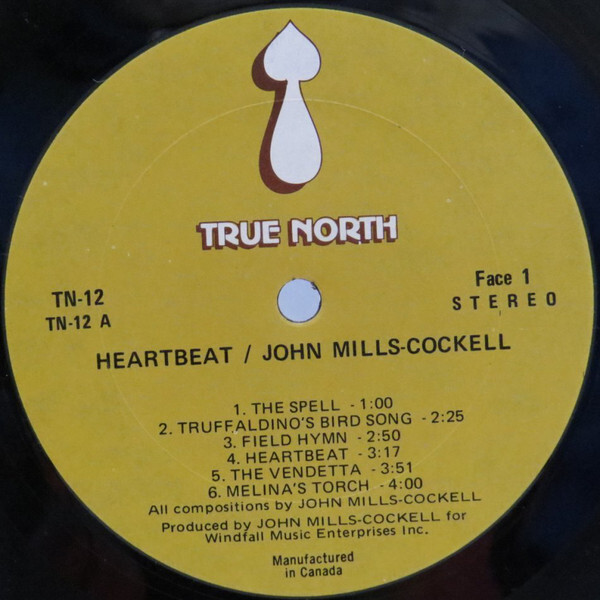 TRUE NORTH
TN-12
TN-12 A
Face 1
STEREO
HEARTBEAT / JOHN MILLS-COCKELL
1. THE SPELL - 1:00
2. TRUFFALDINO'S BIRD SONG - 2:25
3. FIELD HYMN - 2:50
4. HEARTBEAT - 3:17
5. THE VENDETTA - 3:51
6. MELINA'S TORCH - 4:00
All compositions by JOHN MILLS-COCKELL
Produced by JOHN MILLS-COCKELL for
Windfall Music Enterprises Inc.
Manufactured
in Canada